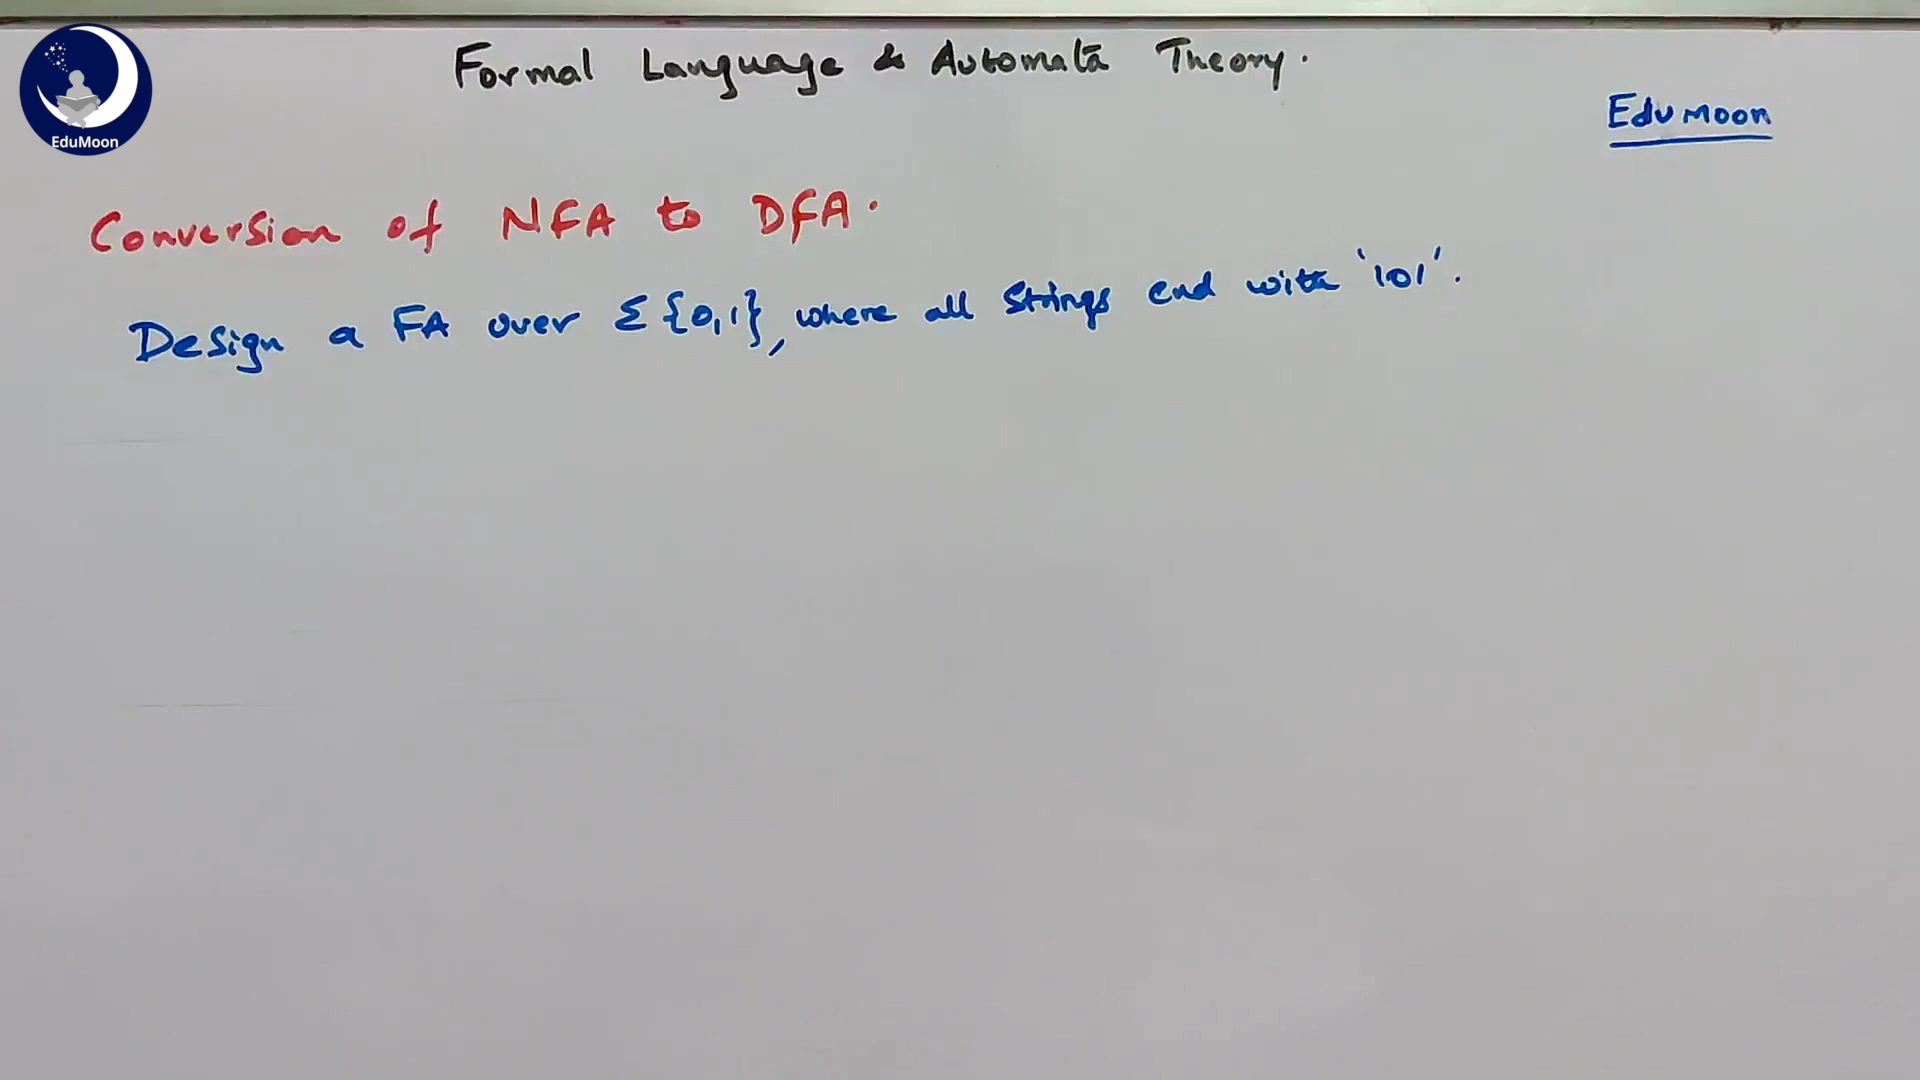 Formal Language & Automata Theory.
EduMoon
EduMoon
Conversion of NFA to DFA.
Design a FA over Σ{0,1}, where all Strings end with '101'.